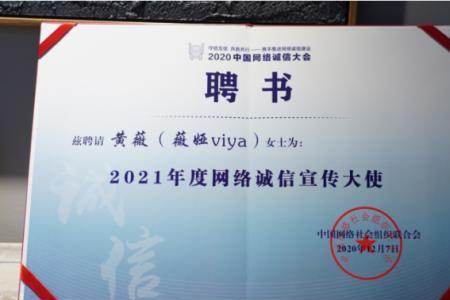 2020中国网络诚信大会
聘书
兹聘请 黄薇（薇娅viya）女士为：
2021年度网络诚信宣传大使
诚信
中国网络社会组织联合会
2020年12月7日